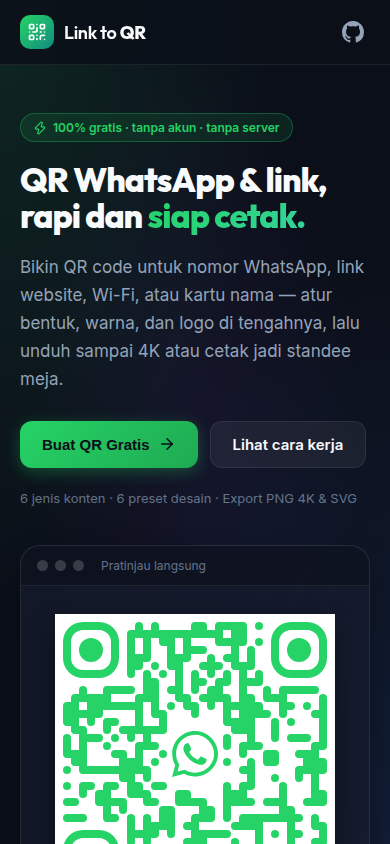 Link to QR
100% gratis · tanpa akun · tanpa server
QR WhatsApp & link,
rapi dan siap cetak.
Bikin QR code untuk nomor WhatsApp, link
website, Wi-Fi, atau kartu nama — atur
bentuk, warna, dan logo di tengahnya, lalu
unduh sampai 4K atau cetak jadi standee
meja.
Buat QR Gratis →
Lihat cara kerja
6 jenis konten · 6 preset desain · Export PNG 4K & SVG
Pratinjau langsung